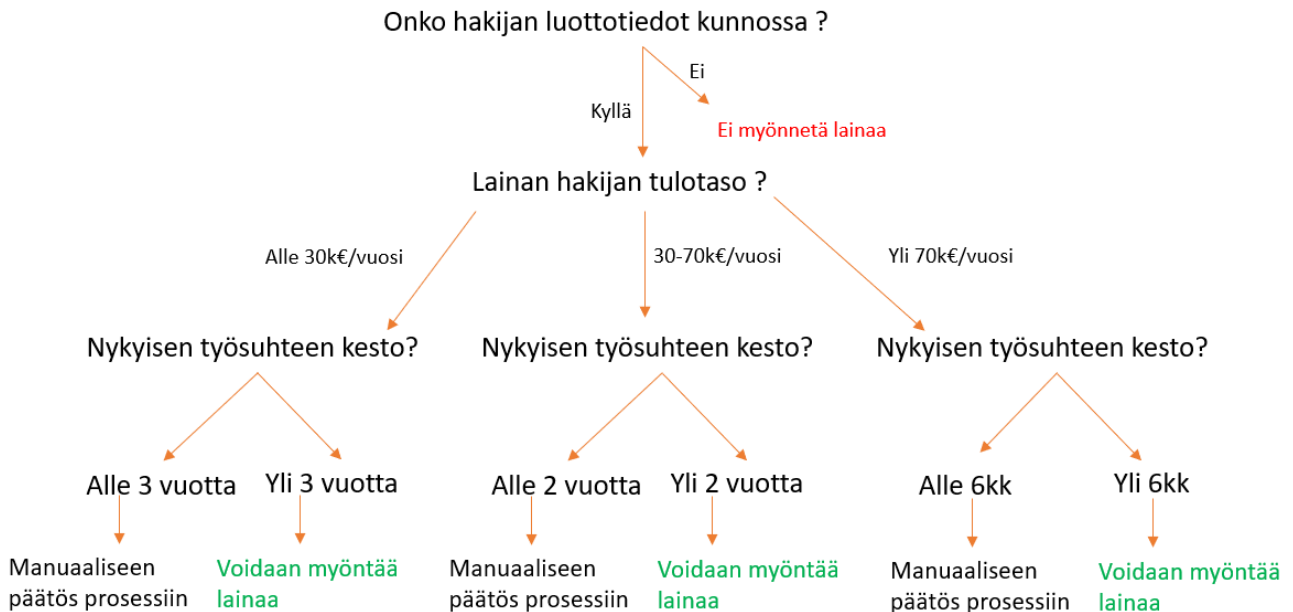 Onko hakijan luottotiedot kunnossa ?
Ei
Kyllä
Ei myönnetä lainaa
Lainan hakijan tulotaso ?
Alle 30k€/vuosi
30-70k€/vuosi
Yli 70k€/vuosi
Nykyisen työsuhteen kesto?
Nykyisen työsuhteen kesto?
Nykyisen työsuhteen kesto?
Alle 3 vuotta
Yli 3 vuotta
Alle 2 vuotta
Yli 2 vuotta
Alle 6kk
Yli 6kk
Manuaaliseen
päätös prosessiin
Voidaan myöntää
lainaa
Manuaaliseen
päätös prosessiin
Voidaan myöntää
lainaa
Manuaaliseen
päätös prosessiin
Voidaan myöntää
lainaa